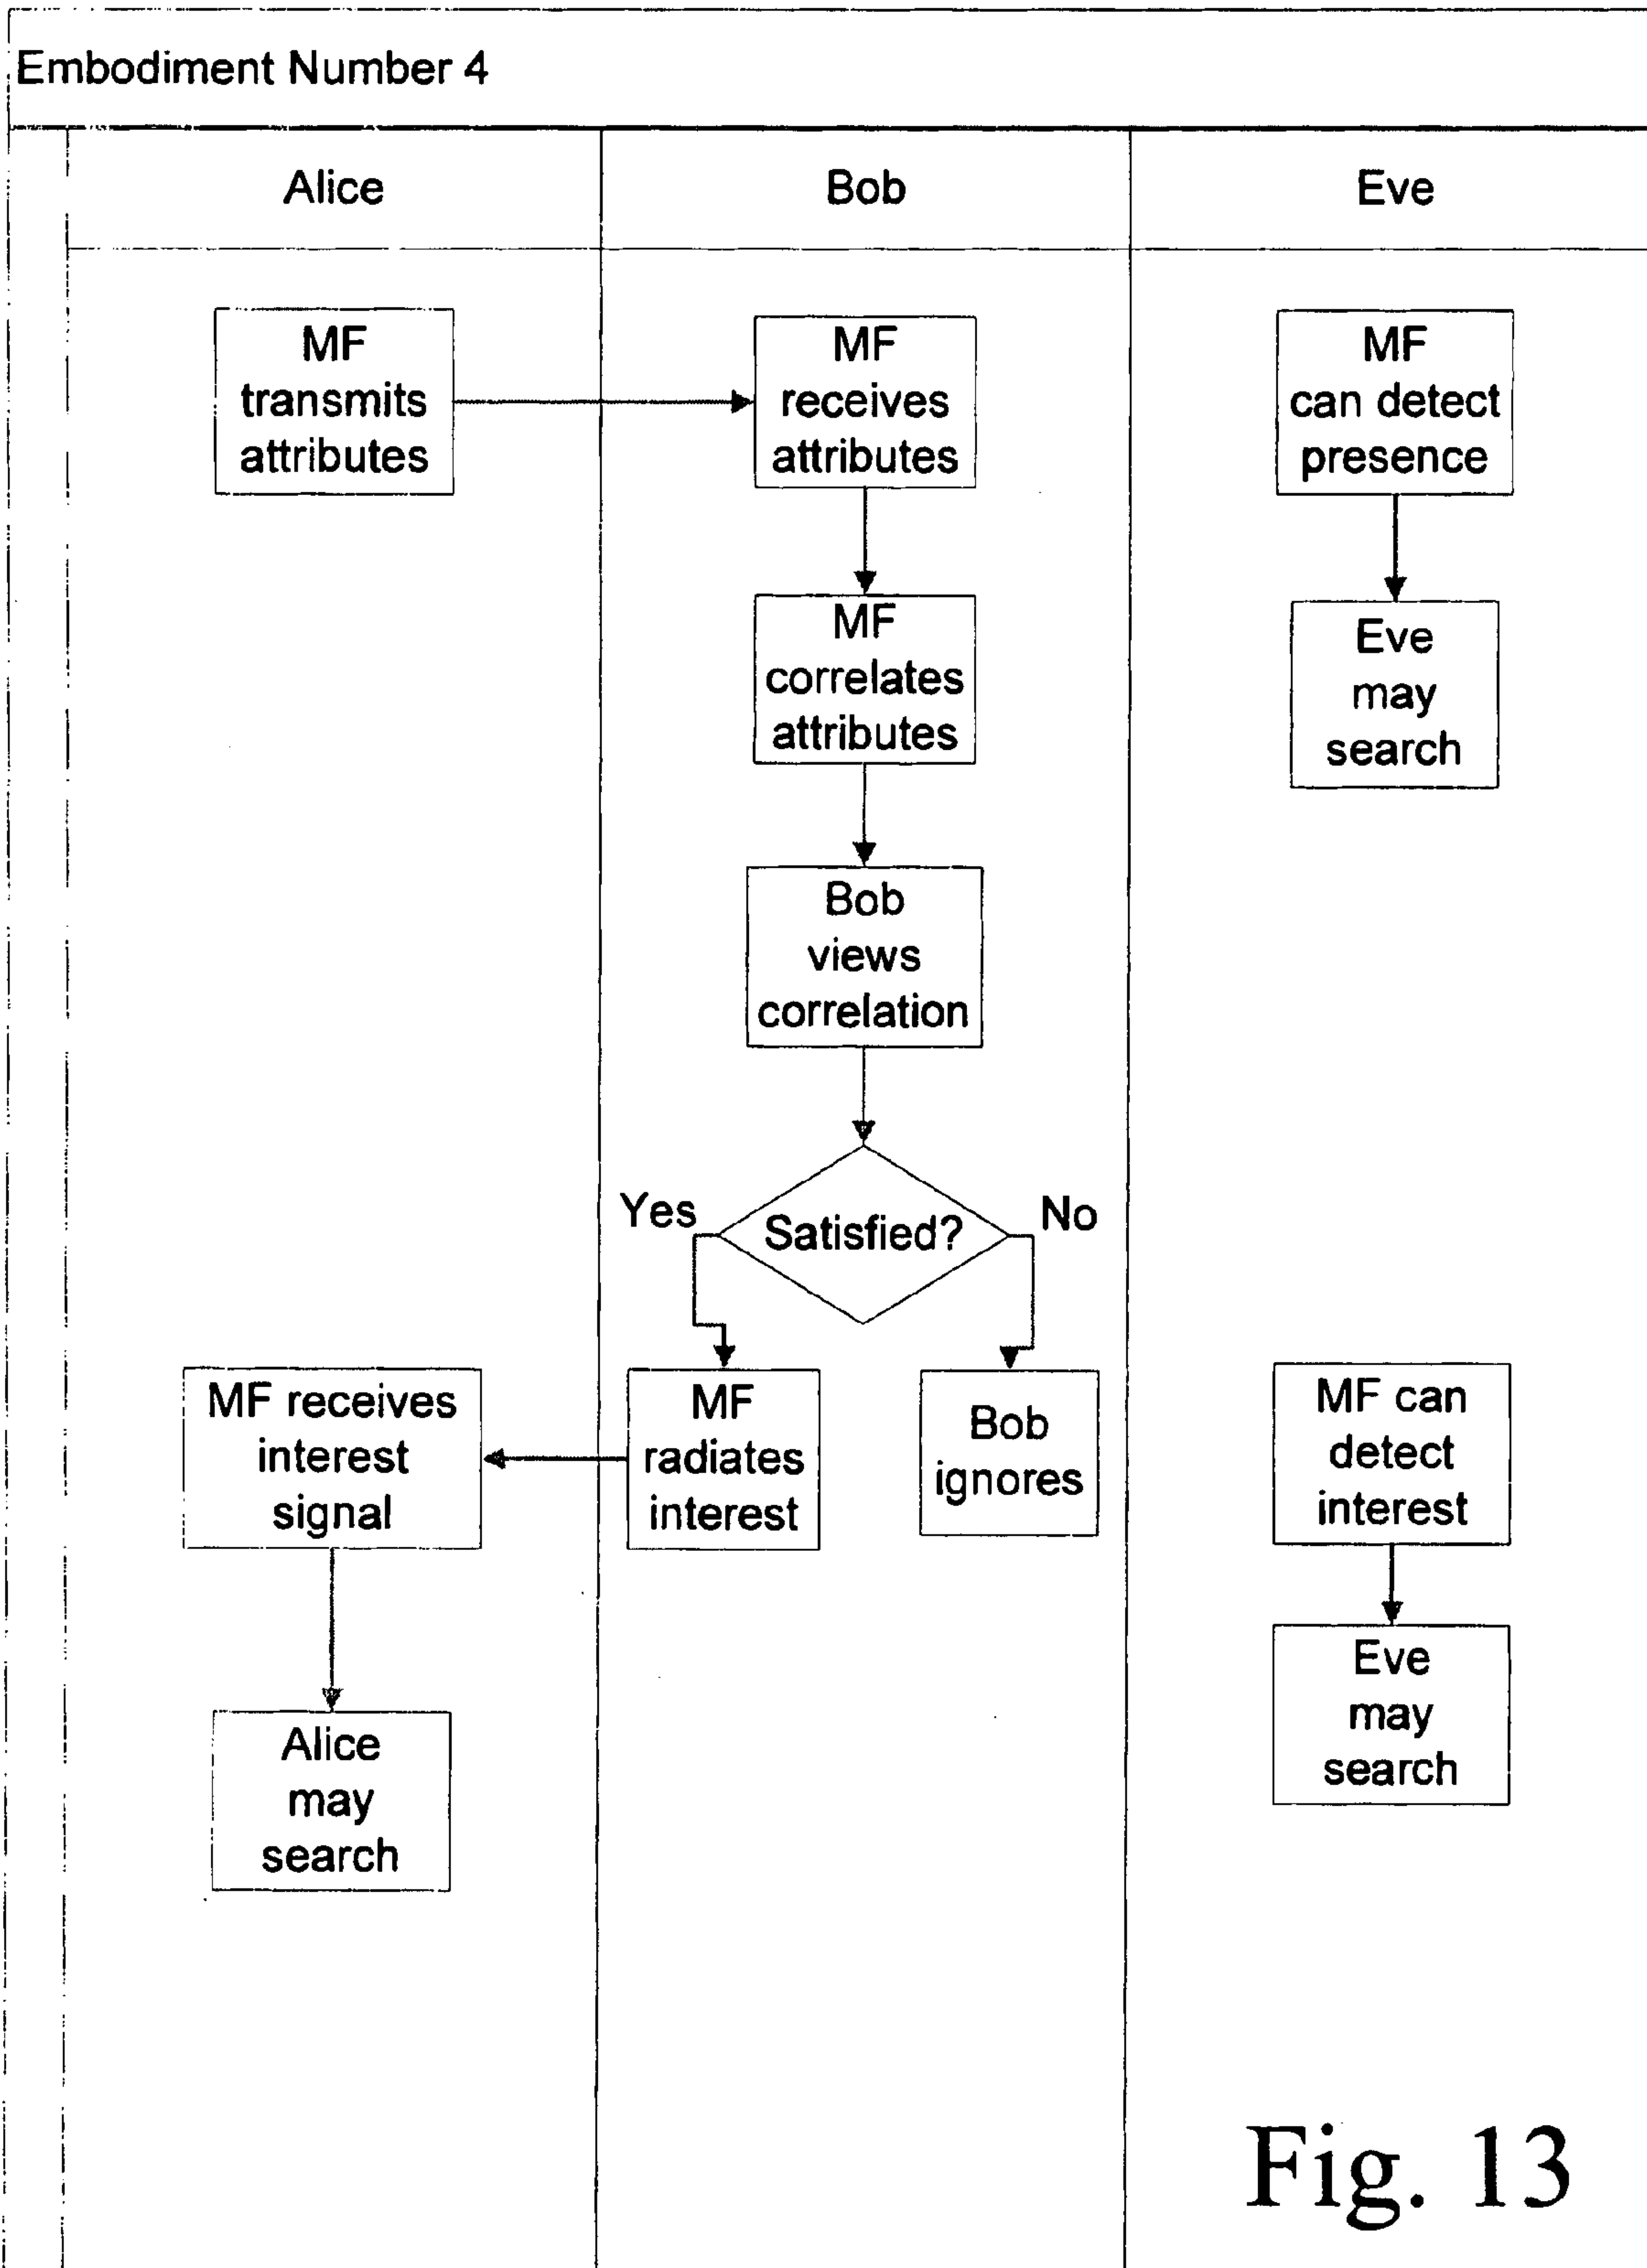 Embodiment Number 4
Alice
Bob
Eve
MF
transmits
attributes
MF
receives
attributes
MF
can detect
presence
MF
correlates
attributes
Eve
may
search
Bob
views
correlation
Satisfied?
Yes
No
MF receives
interest
signal
MF
radiates
interest
Bob
ignores
MF can
detect
interest
Alice
may
search
Eve
may
search
Fig. 13